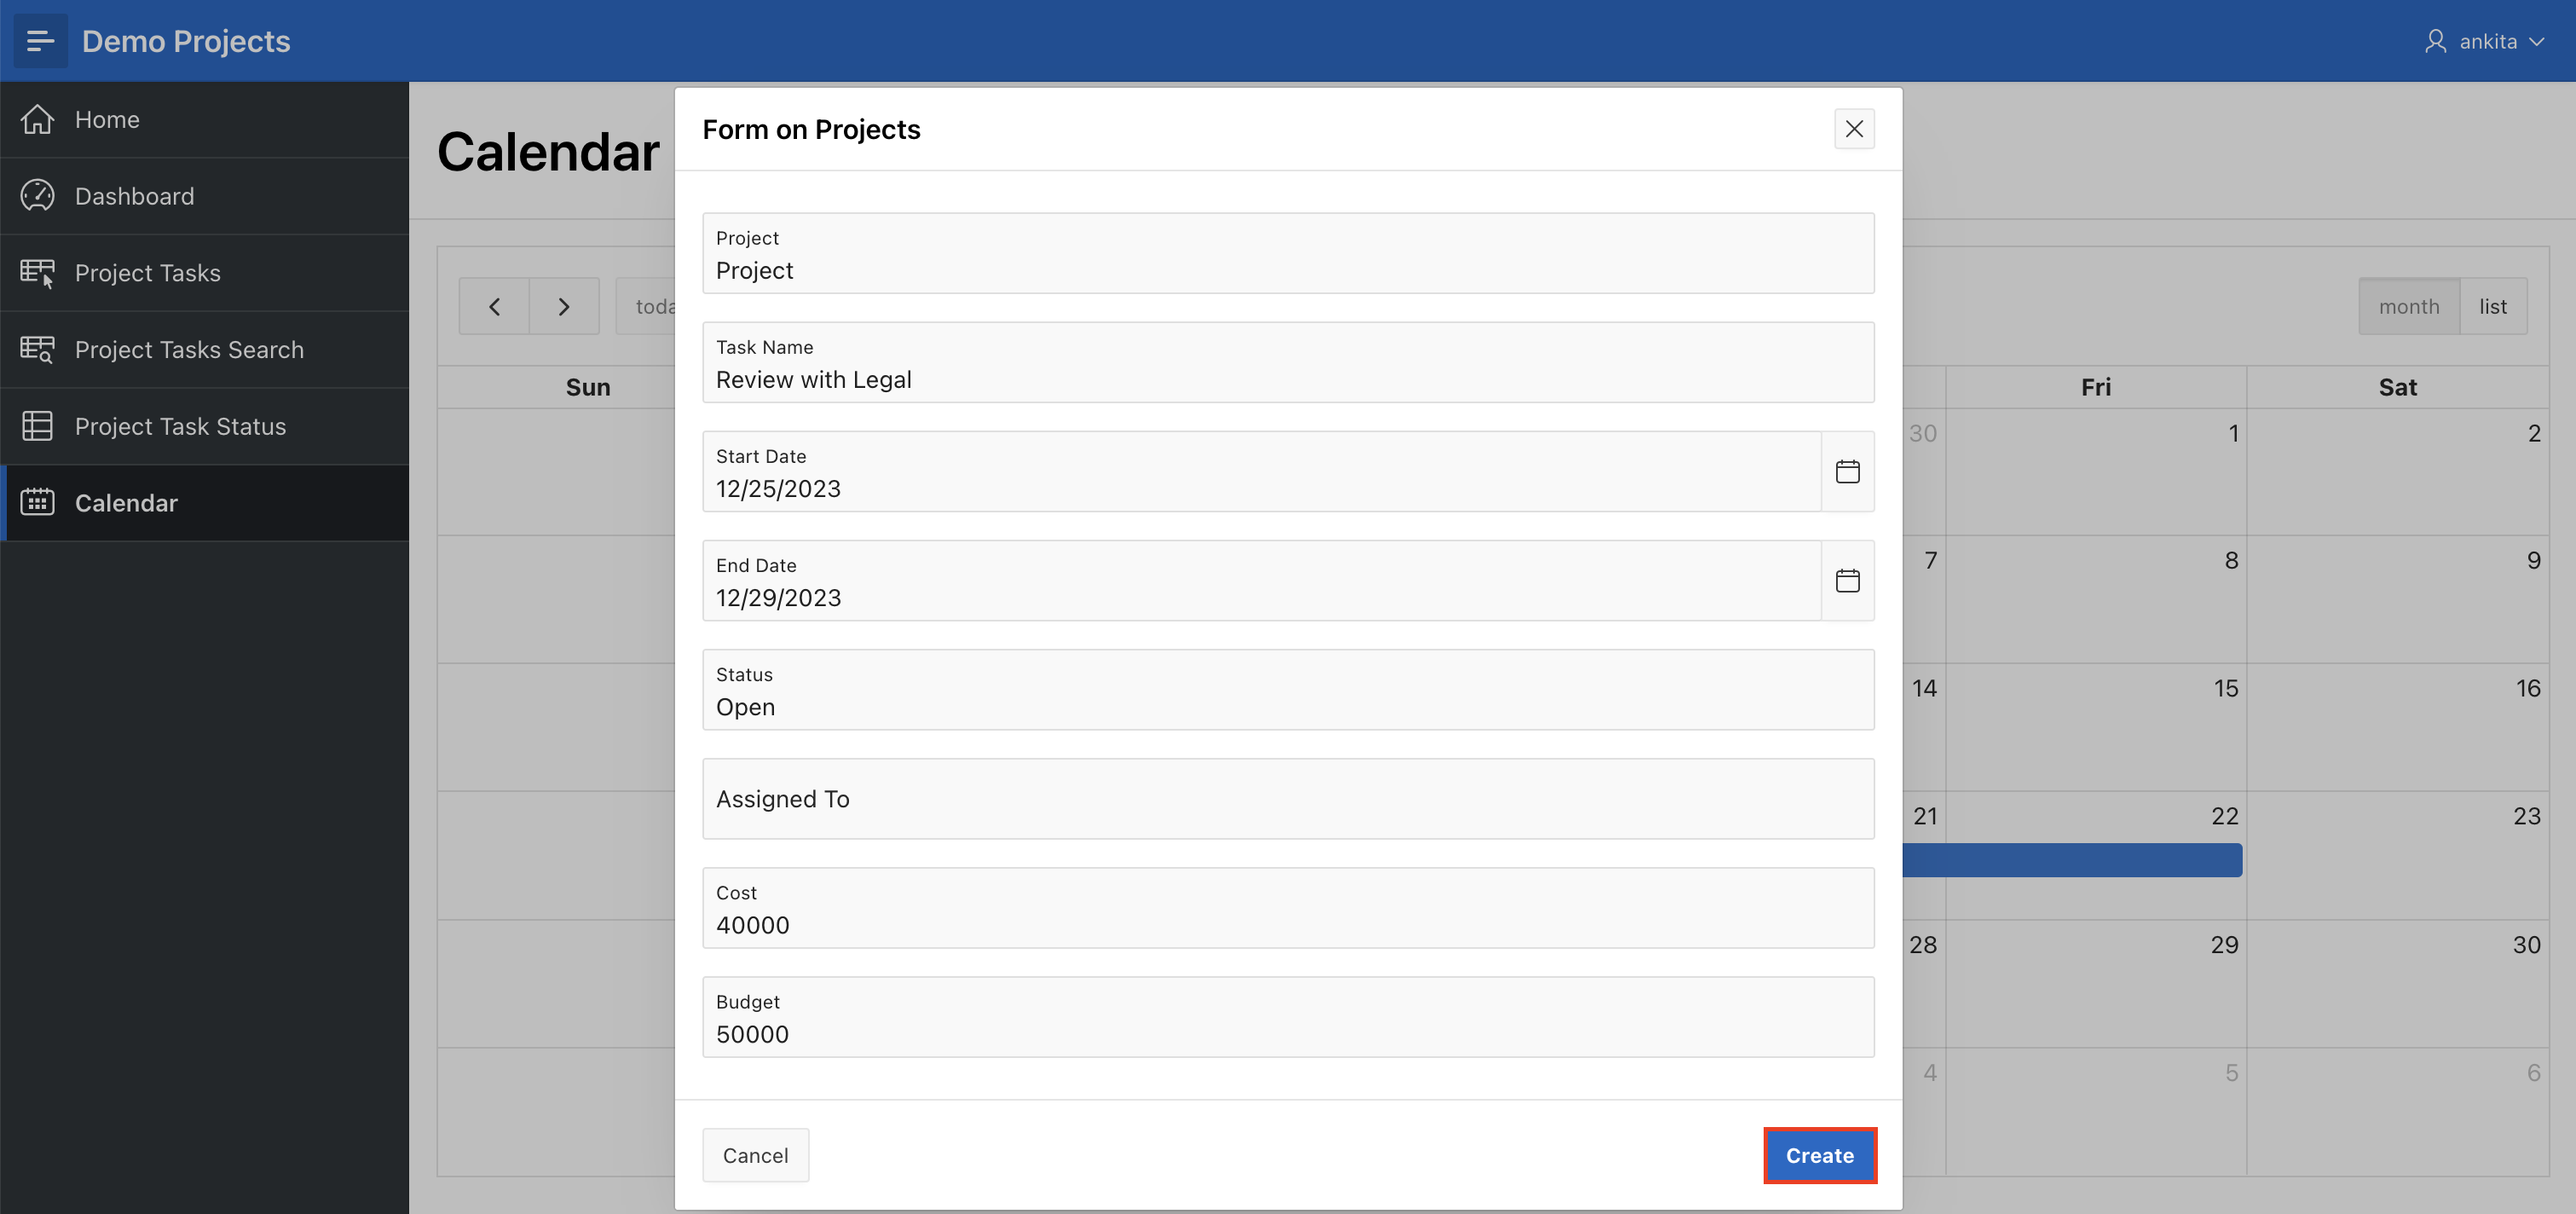 Demo Projects
ankita
Home
Dashboard
Project Tasks
Project Tasks Search
Project Task Status
Calendar
Calendar
month list
Sun Fri Sat
30 1 2
7 8 9
14 15 16
21 22 23
28 29 30
4 5 6
Form on Projects
Project
Project
Task Name
Review with Legal
Start Date
12/25/2023
End Date
12/29/2023
Status
Open
Assigned To
Cost
40000
Budget
50000
Cancel Create